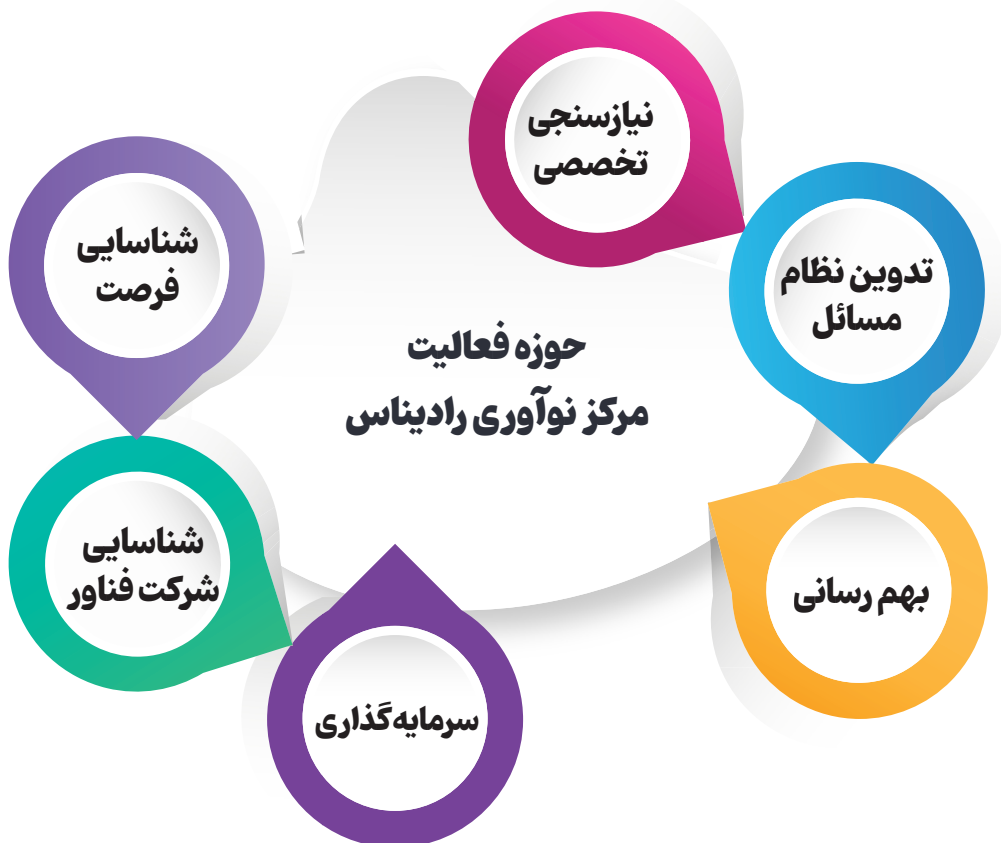 نیازسنجی
تخصصی
شناسایی
فرصت
تدوین نظام
مسائل
حوزه فعالیت
مرکز نوآوری رادیناس
شناسایی
شرکت فناور
بهم رسانی
سرمایه‌گذاری